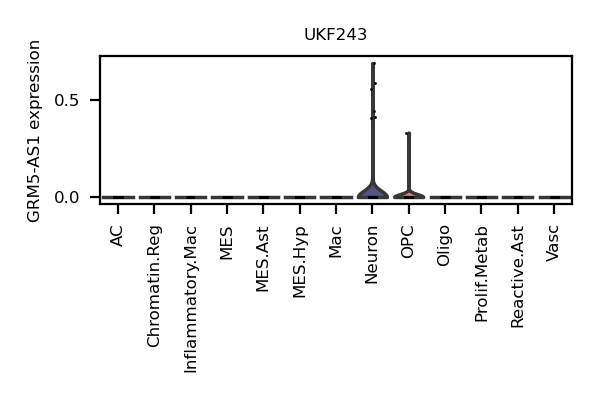 UKF243
GRM5-AS1 expression
0.5
0.0
AC
Chromatin.Reg
Inflammatory.Mac
MES
MES.Ast
MES.Hyp
Mac
Neuron
OPC
Oligo
Prolif.Metab
Reactive.Ast
Vasc